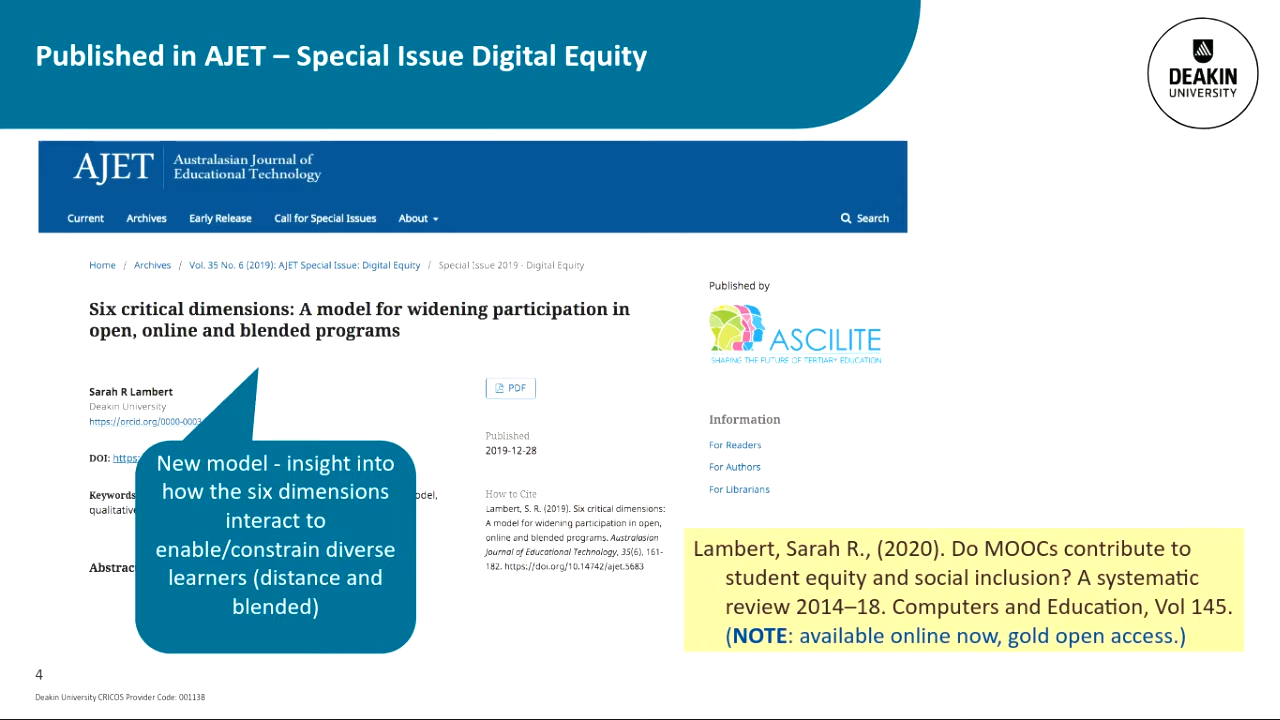 Published in AJET – Special Issue Digital Equity
DEAKIN
UNIVERSITY
AJET
Australasian Journal of
Educational Technology
Current Archives Early Release Call for Special Issues About Search
Home / Archives / Vol. 35 No. 6 (2019): AJET Special Issue: Digital Equity / Special Issue 2019 - Digital Equity
Six critical dimensions: A model for widening participation in
open, online and blended programs
Sarah R Lambert
Deakin University
https://orcid.org/0000-0003
DOI: https:
Keywords
qualitative
Abstract
New model - insight into
how the six dimensions
interact to
enable/constrain diverse
learners (distance and
blended)
PDF
Published
2019-12-28
How to Cite
Lambert, S. R. (2019). Six critical dimensions:
A model for widening participation in open,
online and blended programs. Australasian
Journal of Educational Technology, 35(6), 161-
182. https://doi.org/10.14742/ajet.5683
Published by
ASCILITE
SHAPING THE FUTURE OF TERTIARY EDUCATION
Information
For Readers
For Authors
For Librarians
Lambert, Sarah R., (2020). Do MOOCs contribute to
student equity and social inclusion? A systematic
review 2014–18. Computers and Education, Vol 145.
(NOTE: available online now, gold open access.)
4
Deakin University CRICOS Provider Code: 00113B